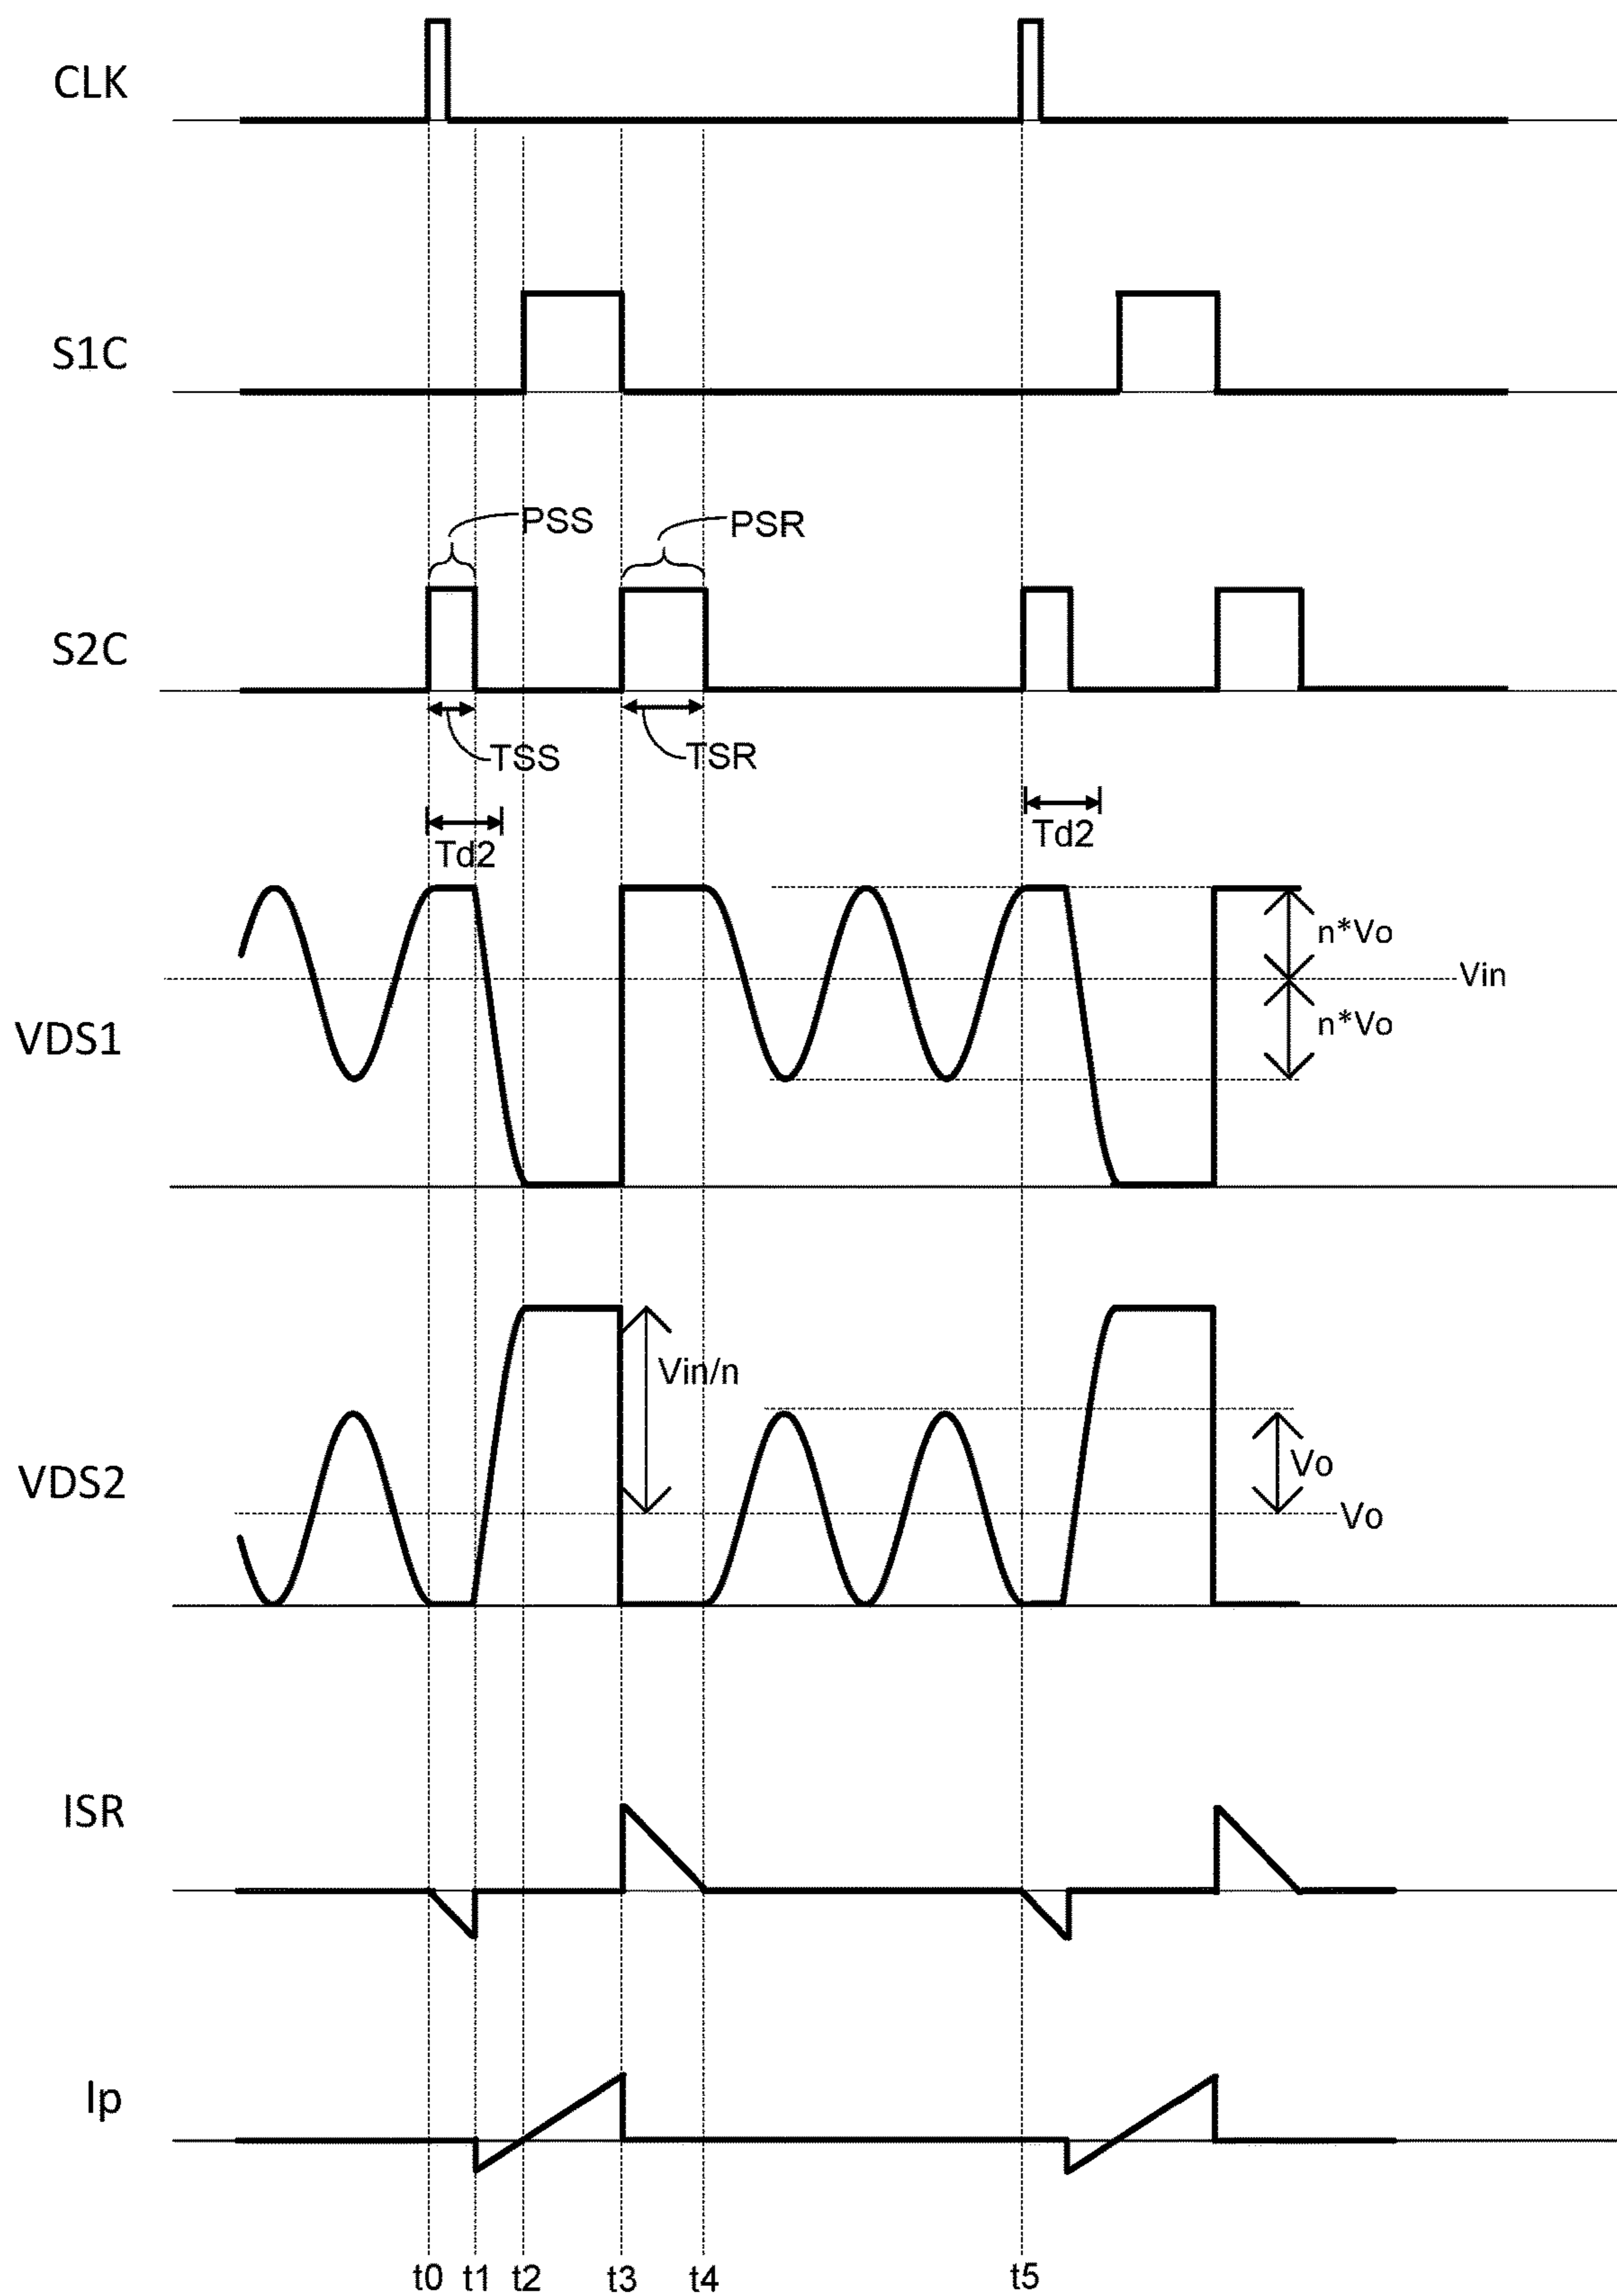 CLK
S1C
PSS
PSR
S2C
TSS
TSR
Td2
Td2
n*Vo
Vin
n*Vo
VDS1
Vin/n
Vo
VDS2
Vo
ISR
Ip
t0 t1 t2 t3 t4 t5